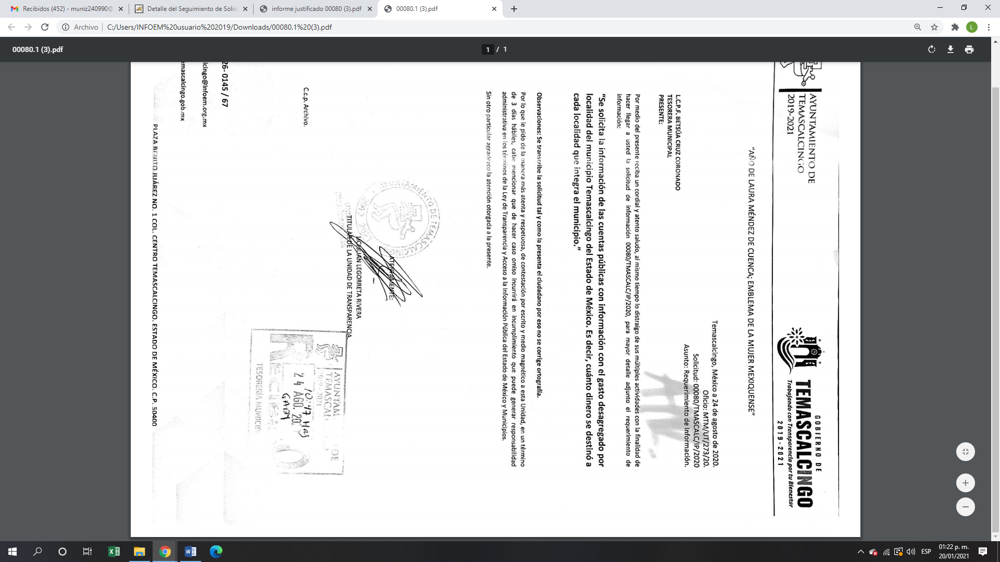 Recibidos (452) - muniz240990@
Detalle del Seguimiento de Solic
informe justificado 00080 (3).pdf
00080.1 (3).pdf
Archivo
C:/Users/INFOEM%20usuario%202019/Downloads/00080.1%20(3).pdf
L
00080.1 (3).pdf
1 / 1
AYUNTAMIENTO DE
TEMASCALCINGO
2019-2021
GOBIERNO DE
TEMASCALCINGO
Trabajando con Transparencia por tu Bienestar
2019-2021
"AÑO DE LAURA MÉNDEZ DE CUENCA; EMBLEMA DE LA MUJER MEXIQUENSE"
Temascalcingo, México a 24 de agosto de 2020.
Oficio: MTM/UT/273/20.
Solicitud: 00080/TMASCALC/IP/2020
Asunto: Requerimiento de Información.
L.C.P.F. BETSÚA CRUZ CORONADO
TESORERA MUNICIPAL
PRESENTE:
Por medio del presente reciba un cordial y atento saludo, al mismo tiempo lo distraigo de sus múltiples actividades con la finalidad de
hacer llegar a usted la solicitud de información 00080/TMASCALC/IP/2020, para mayor detalle adjunto el requerimiento de
información:
“Se solicita la información de las cuentas públicas con información con el gasto desagregado por
localidad del municipio Temascalcingo del Estado de México. Es decir, cuánto dinero se destinó a
cada localidad que integra el municipio.”
Observaciones: Se transcribe la solicitud tal y como la presenta el ciudadano por eso no se corrige ortografía.
Por lo que le pido de la manera más atenta y respetuosa, de contestación por escrito y medio magnético a esta Unidad, en un término
de 3 días hábiles, cabe mencionar que de hacer caso omiso incurrirá en incumplimiento que puede generar responsabilidad
administrativa en los términos de la Ley de Transparencia y Acceso a la Información Pública del Estado de México y Municipios.
Sin otro particular agradezco la atención otorgada a la presente.
AYUNTAMIENTO DE TEMASCALCINGO
ATENTAMENTE:
LIC. JUAN LEGORRETA RIVERA
TITULAR DE LA UNIDAD DE TRANSPARENCIA.
AYUNTAM DE
TEMASCAL
2019-2021
RECIBIDO
10:47 Hrs
24 AGO. 20
GABY
TESORERÍA MUNICIP
C.c.p. Archivo.
26- 0145 / 67
lcingo@infoem.org.mx
emascalcingo.gob.mx
PLAZA BENITO JUÁREZ NO. 1 COL. CENTRO TEMASCALCINGO. ESTADO DE MÉXICO. C.P. 50400
ESP
01:22 p. m.
20/01/2021